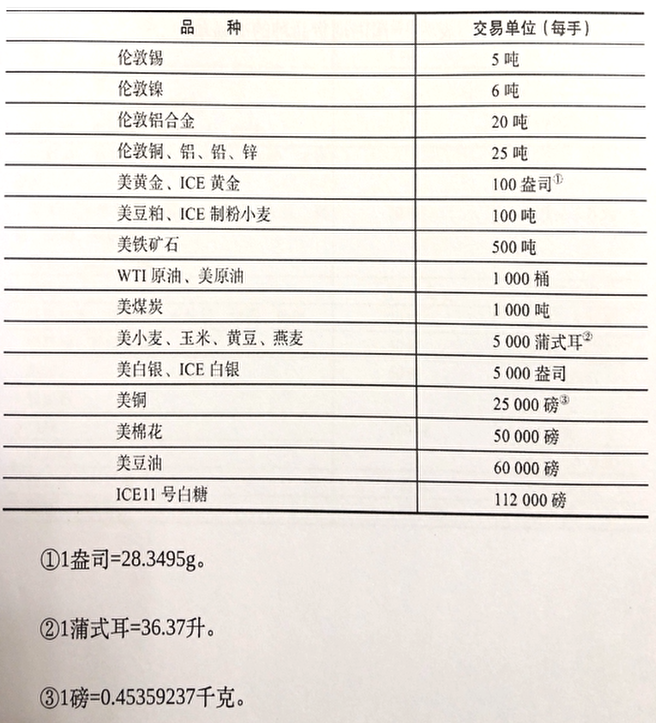 品 种 交易单位（每手）
伦敦锡 5 吨
伦敦镍 6 吨
伦敦铝合金 20 吨
伦敦铜、铝、铅、锌 25 吨
美黄金、ICE 黄金 100 盎司①
美豆粕、ICE 制粉小麦 100 吨
美铁矿石 500 吨
WTI 原油、美原油 1 000 桶
美煤炭 1 000 吨
美小麦、玉米、黄豆、燕麦 5 000 蒲式耳②
美白银、ICE 白银 5 000 盎司
美铜 25 000 磅③
美棉花 50 000 磅
美豆油 60 000 磅
ICE11 号白糖 112 000 磅
①1盎司=28.3495g。
②1蒲式耳=36.37升。
③1磅=0.45359237千克。